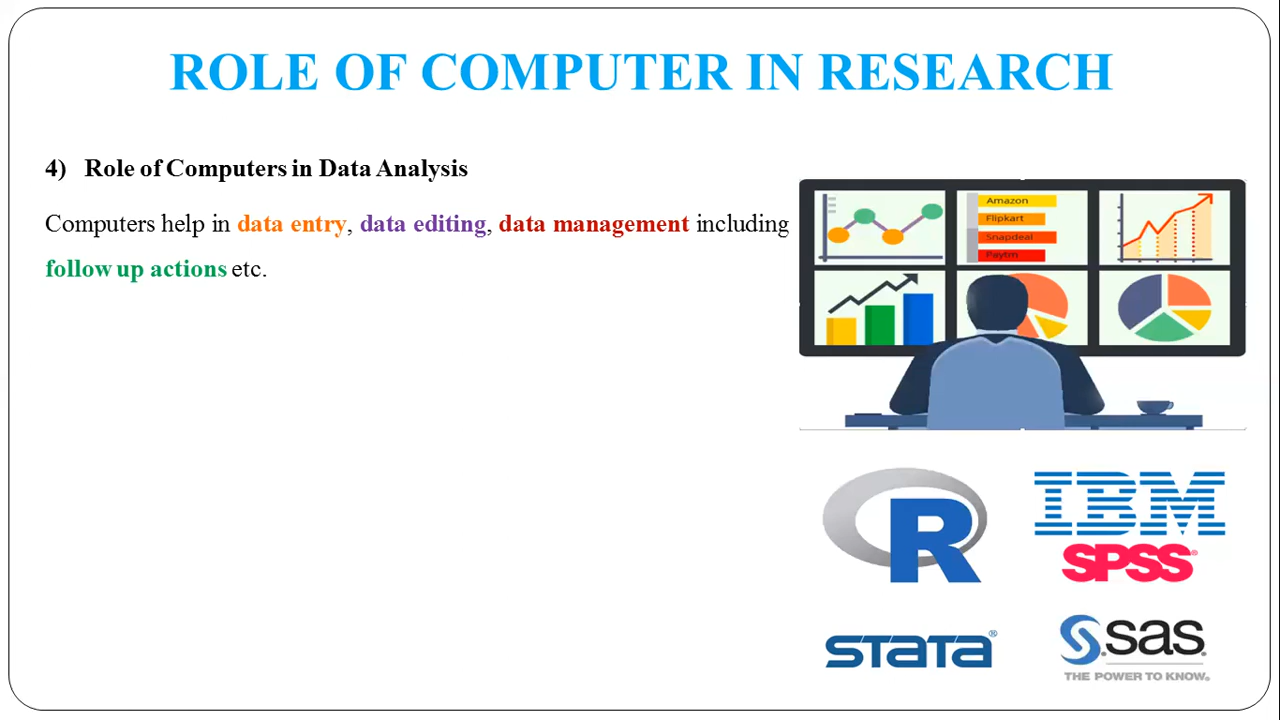 ROLE OF COMPUTER IN RESEARCH
4) Role of Computers in Data Analysis
Computers help in data entry, data editing, data management including
follow up actions etc.
Amazon
Flipkart
Snapdeal
Paytm
R
IBM
SPSS®
STATA®
sas.
THE POWER TO KNOW®